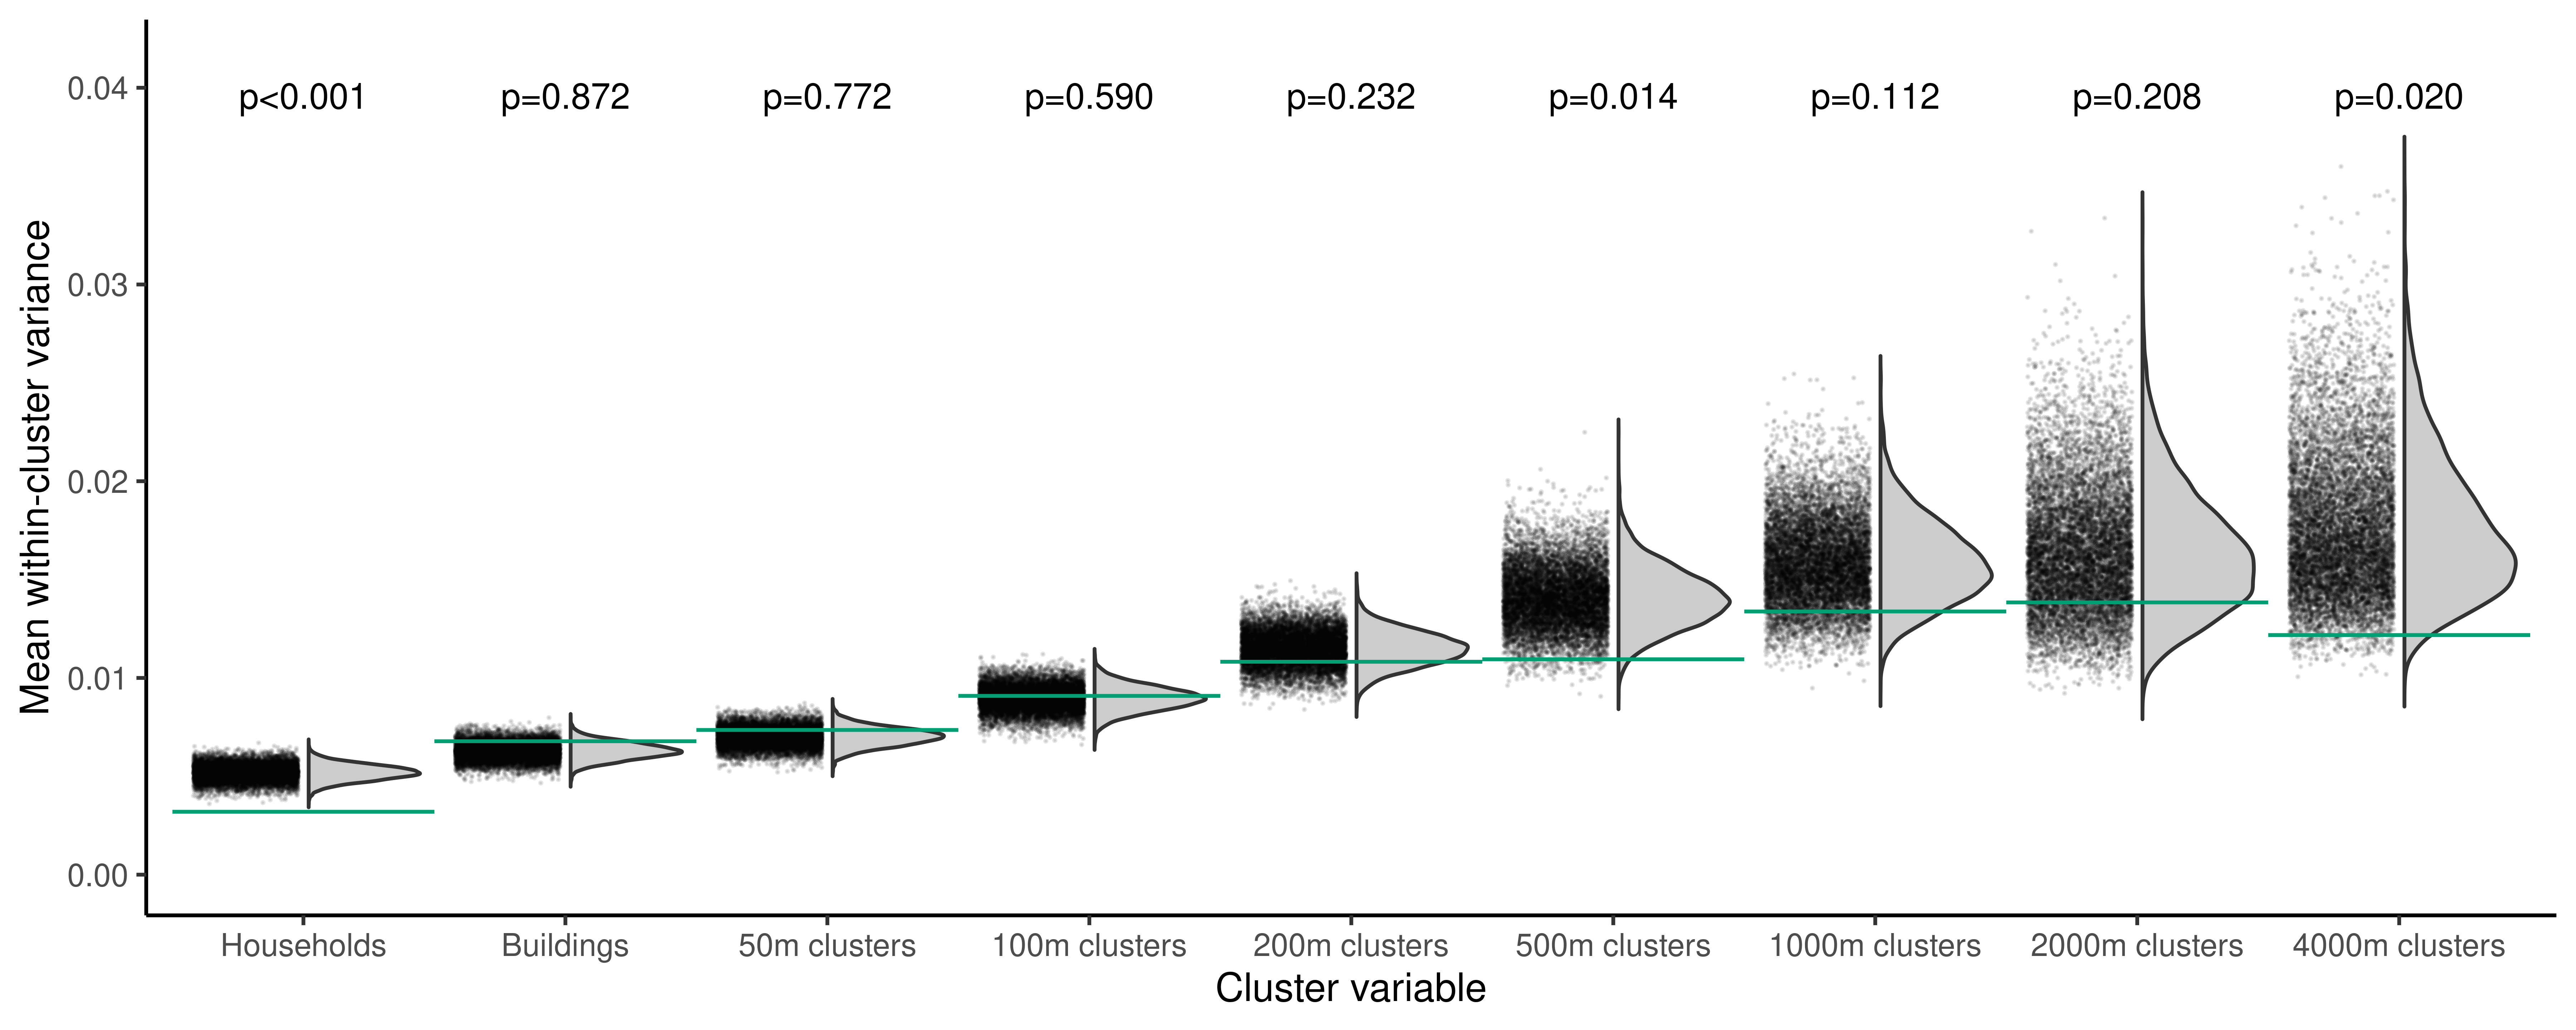 p<0.001 p=0.872 p=0.772 p=0.590 p=0.232 p=0.014 p=0.112 p=0.208 p=0.020
Mean within-cluster variance
0.04
0.03
0.02
0.01
0.00
Households Buildings 50m clusters 100m clusters 200m clusters 500m clusters 1000m clusters 2000m clusters 4000m clusters
Cluster variable